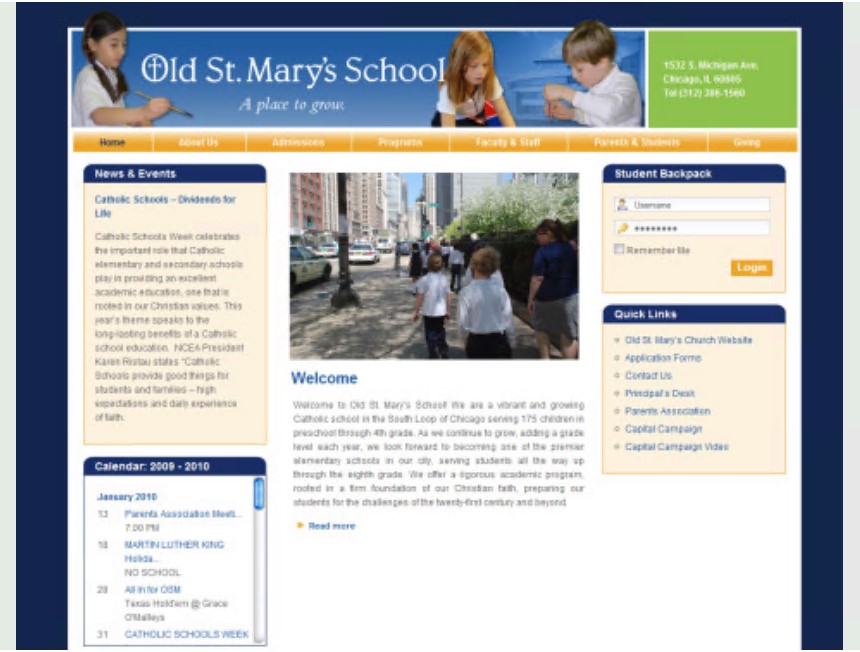 Old St. Mary's School
A place to grow.
1532 S. Michigan Ave.
Chicago, IL 60605
Tel (312) 386-1560
Home About Us Admissions Programs Faculty & Staff Parents & Students Giving
News & Events
Catholic Schools – Dividends for
Life
Catholic Schools Week celebrates
the important role that Catholic
elementary and secondary schools
play in providing an excellent
academic education, one that is
rooted in our Christian values. This
year's theme speaks to the
long-lasting benefits of a Catholic
school education. NCEA President
Karen Ristau states "Catholic
Schools provide good things for
students and families – high
expectations and daily experience
of faith.
Calendar: 2009 - 2010
January 2010
13 Parents Association Meeti...
7:00 PM
18 MARTIN LUTHER KING
Holida...
NO SCHOOL
28 All In for OSM
Texas Hold'em @ Grace
O'Malleys
31 CATHOLIC SCHOOLS WEEK
Welcome
Welcome to Old St. Mary's School! We are a vibrant and growing
Catholic school in the South Loop of Chicago serving 175 children in
preschool through 4th grade. As we continue to grow, adding a grade
level each year, we look forward to becoming one of the premier
elementary schools in our city, serving students all the way up
through the eighth grade. We offer a rigorous academic program,
rooted in a firm foundation of our Christian faith, preparing our
students for the challenges of the twenty-first century and beyond.
Read more
Student Backpack
Username
Remember Me
Login
Quick Links
Old St. Mary's Church Website
Application Forms
Contact Us
Principal's Desk
Parents Association
Capital Campaign
Capital Campaign Video